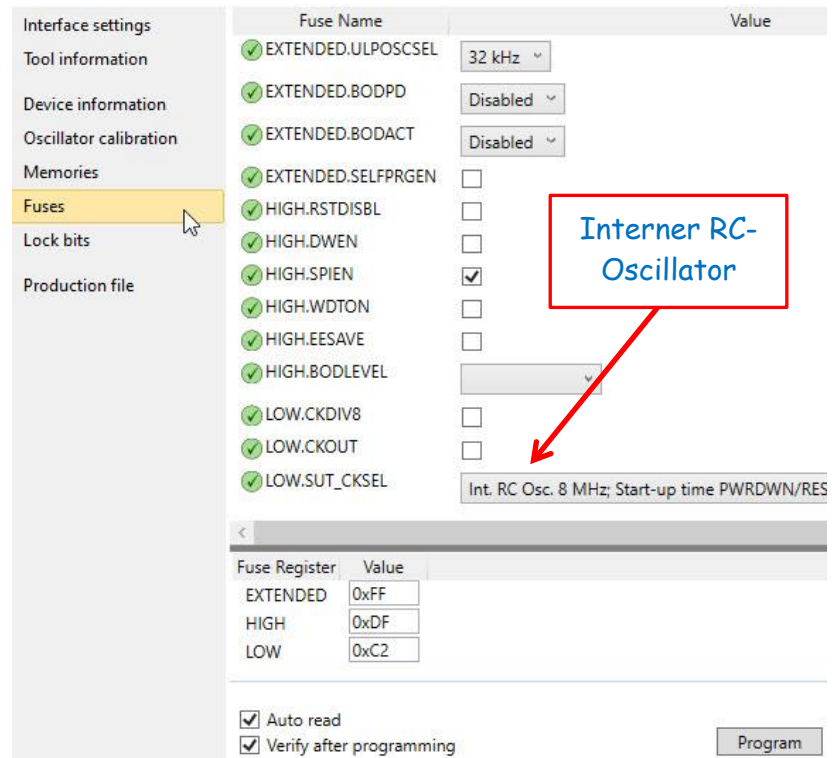 Interface settings
Tool information
Device information
Oscillator calibration
Memories
Fuses
Lock bits
Production file
Fuse Name Value
EXTENDED.ULPOSCSEL 32 kHz
EXTENDED.BODPD Disabled
EXTENDED.BODACT Disabled
EXTENDED.SELFPRGEN
HIGH.RSTDISBL
HIGH.DWEN
HIGH.SPIEN
HIGH.WDTON
HIGH.EESAVE
HIGH.BODLEVEL
LOW.CKDIV8
LOW.CKOUT
LOW.SUT_CKSEL Int. RC Osc. 8 MHz; Start-up time PWRDWN/RES
Interner RC-
Oscillator
Fuse Register Value
EXTENDED 0xFF
HIGH 0xDF
LOW 0xC2
Auto read
Verify after programming
Program